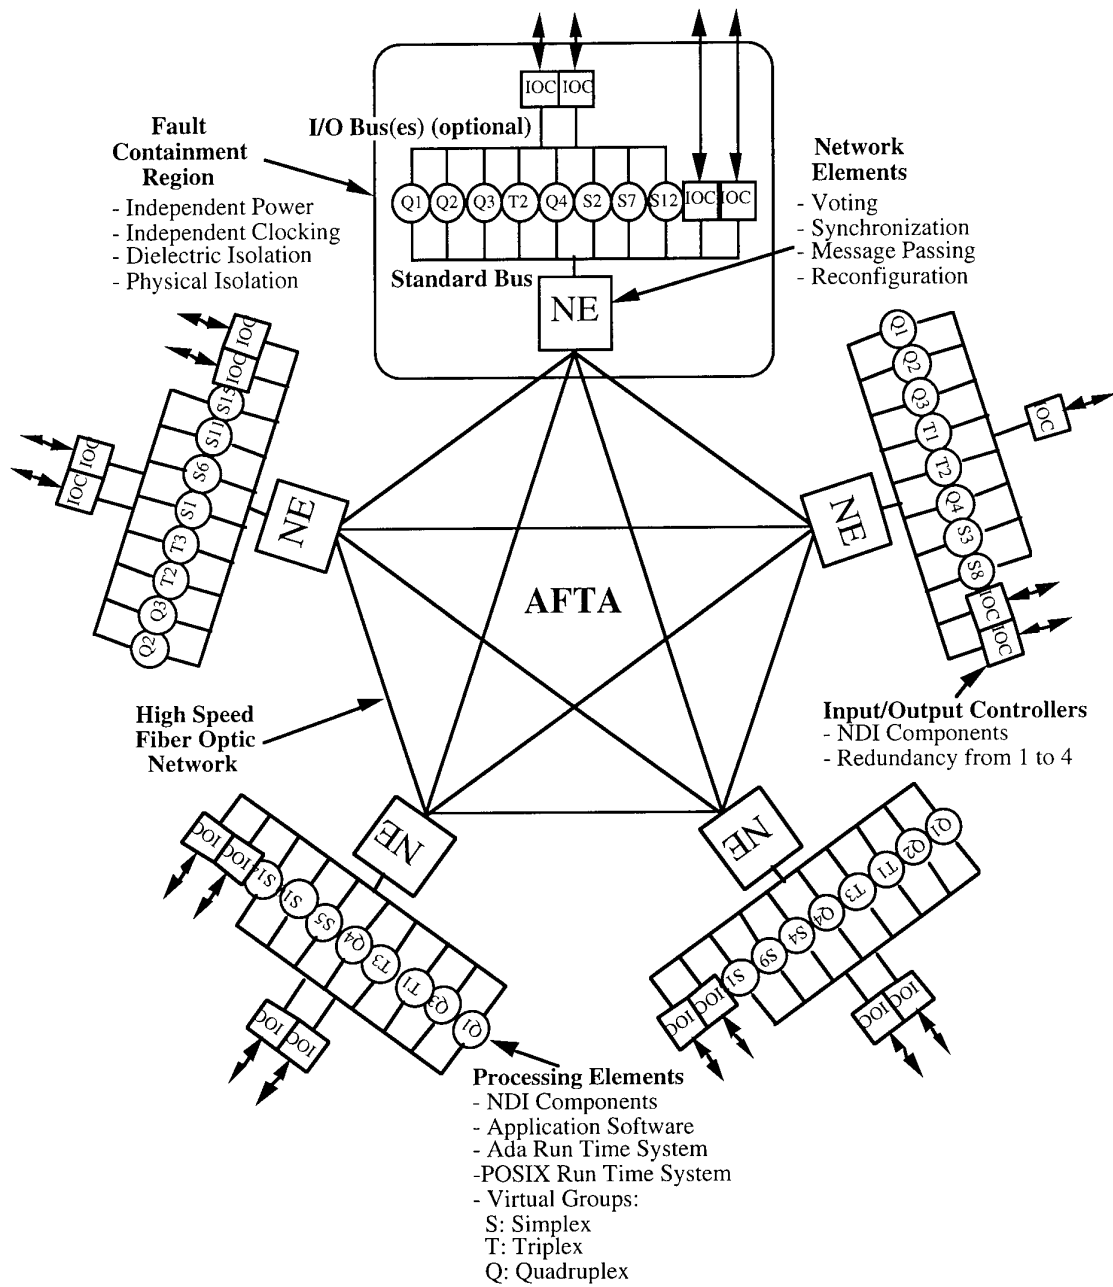 IOC IOC
I/O Bus(es) (optional)
Fault
Containment
Region
- Independent Power
- Independent Clocking
- Dielectric Isolation
- Physical Isolation
Q1 Q2 Q3 T2 Q4 S2 S7 S12 IOC IOC
Standard Bus
NE
Network
Elements
- Voting
- Synchronization
- Message Passing
- Reconfiguration
IOC
IOC
S15
S11
S6
S1
T3
T2
Q3
Q2
IOC IOC
NE
Q1
Q2
Q3
T1
T2
Q4
S3
S8
IOC IOC
IOC
NE
AFTA
High Speed
Fiber Optic
Network
Input/Output Controllers
- NDI Components
- Redundancy from 1 to 4
NE
IOC IOC
S5
Q4
T3
T1
Q3
Q1
IOC IOC
NE
Q1
Q2
T1
T3
Q4
S4
S9
IOC IOC
IOC IOC
Processing Elements
- NDI Components
- Application Software
- Ada Run Time System
-POSIX Run Time System
- Virtual Groups:
S: Simplex
T: Triplex
Q: Quadruplex